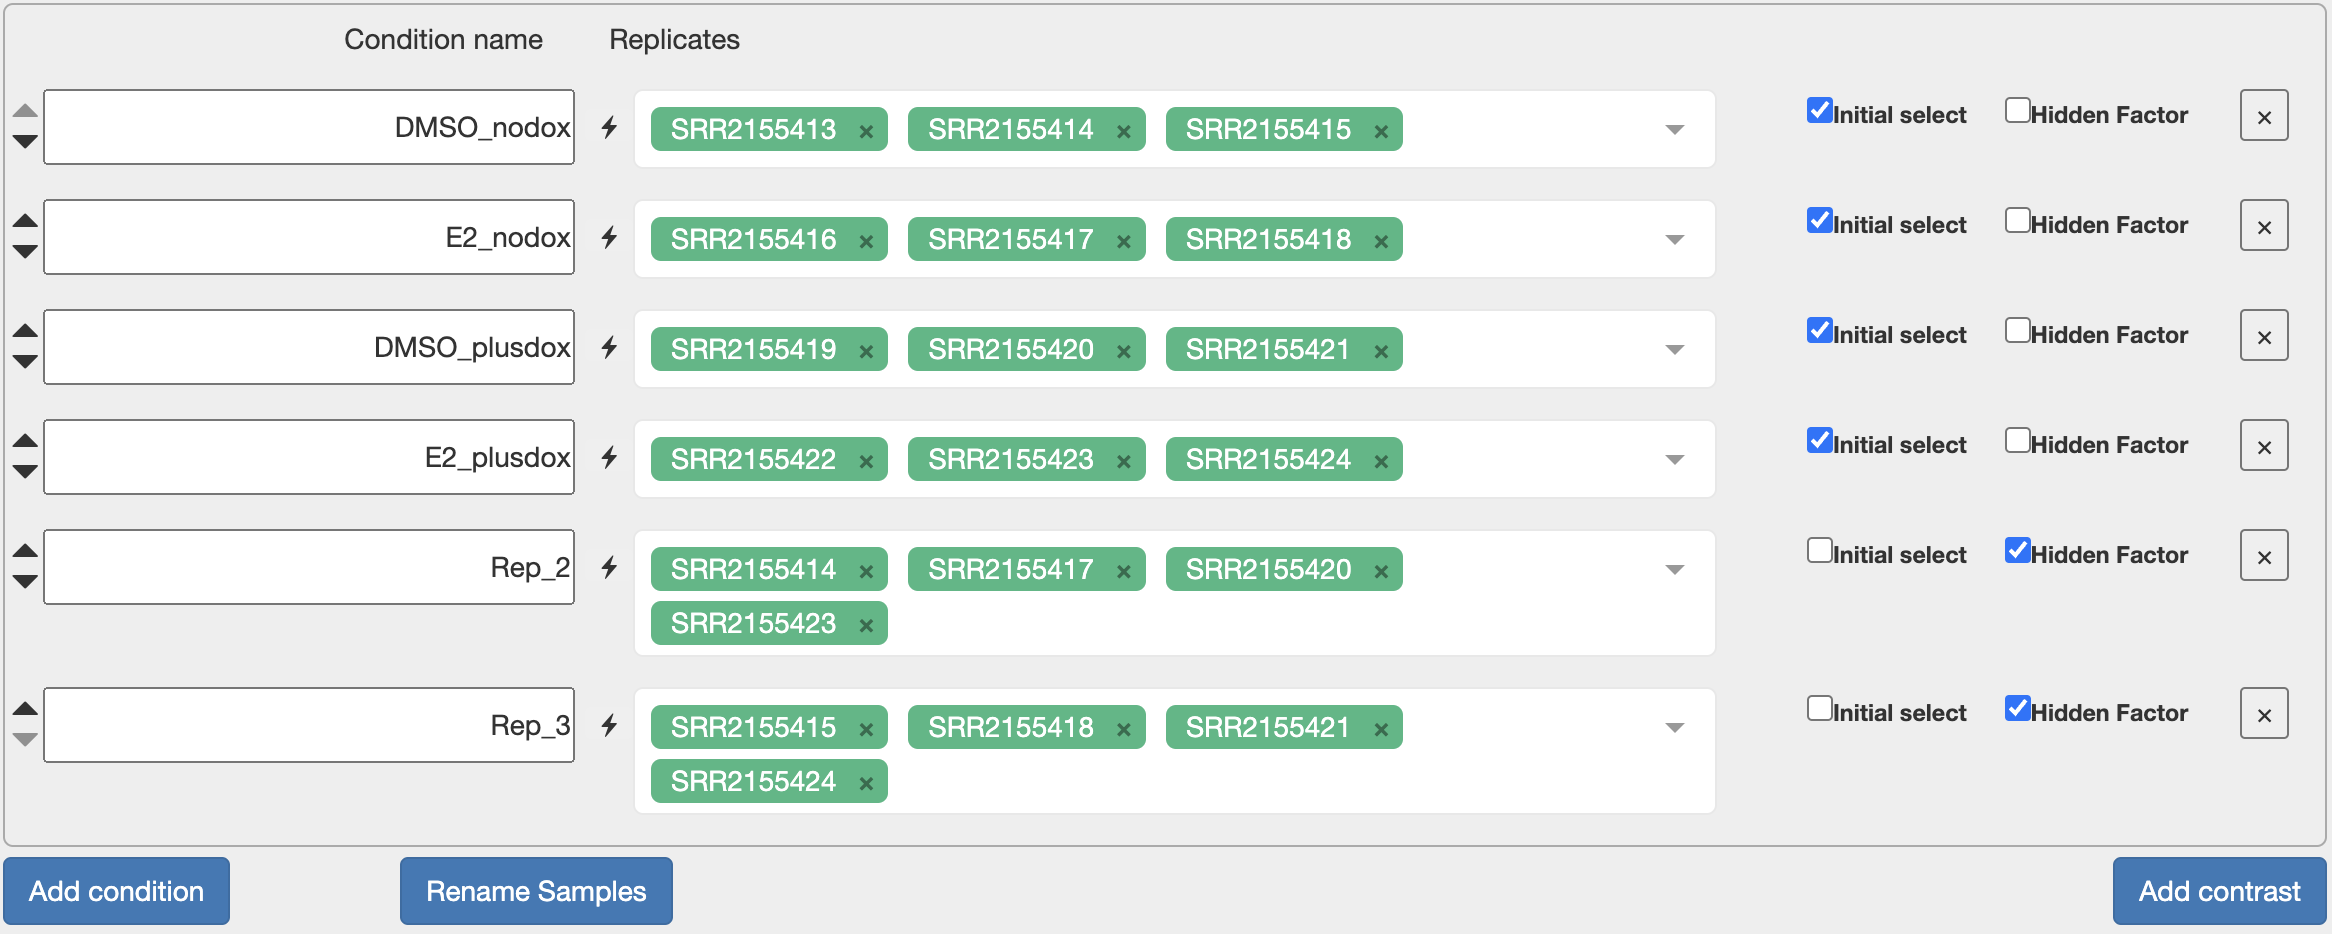 Condition name Replicates
DMSO_nodox SRR2155413 × SRR2155414 × SRR2155415 × Initial select Hidden Factor ×
E2_nodox SRR2155416 × SRR2155417 × SRR2155418 × Initial select Hidden Factor ×
DMSO_plusdox SRR2155419 × SRR2155420 × SRR2155421 × Initial select Hidden Factor ×
E2_plusdox SRR2155422 × SRR2155423 × SRR2155424 × Initial select Hidden Factor ×
Rep_2 SRR2155414 × SRR2155417 × SRR2155420 × Initial select Hidden Factor ×
SRR2155423 ×
Rep_3 SRR2155415 × SRR2155418 × SRR2155421 × Initial select Hidden Factor ×
SRR2155424 ×
Add condition Rename Samples Add contrast